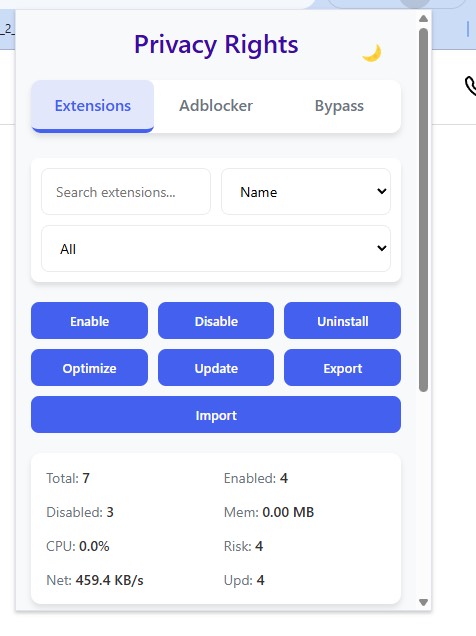 _2_
Privacy Rights
Extensions Adblocker Bypass
Search extensions... Name
All
Enable Disable Uninstall
Optimize Update Export
Import
Total: 7 Enabled: 4
Disabled: 3 Mem: 0.00 MB
CPU: 0.0% Risk: 4
Net: 459.4 KB/s Upd: 4